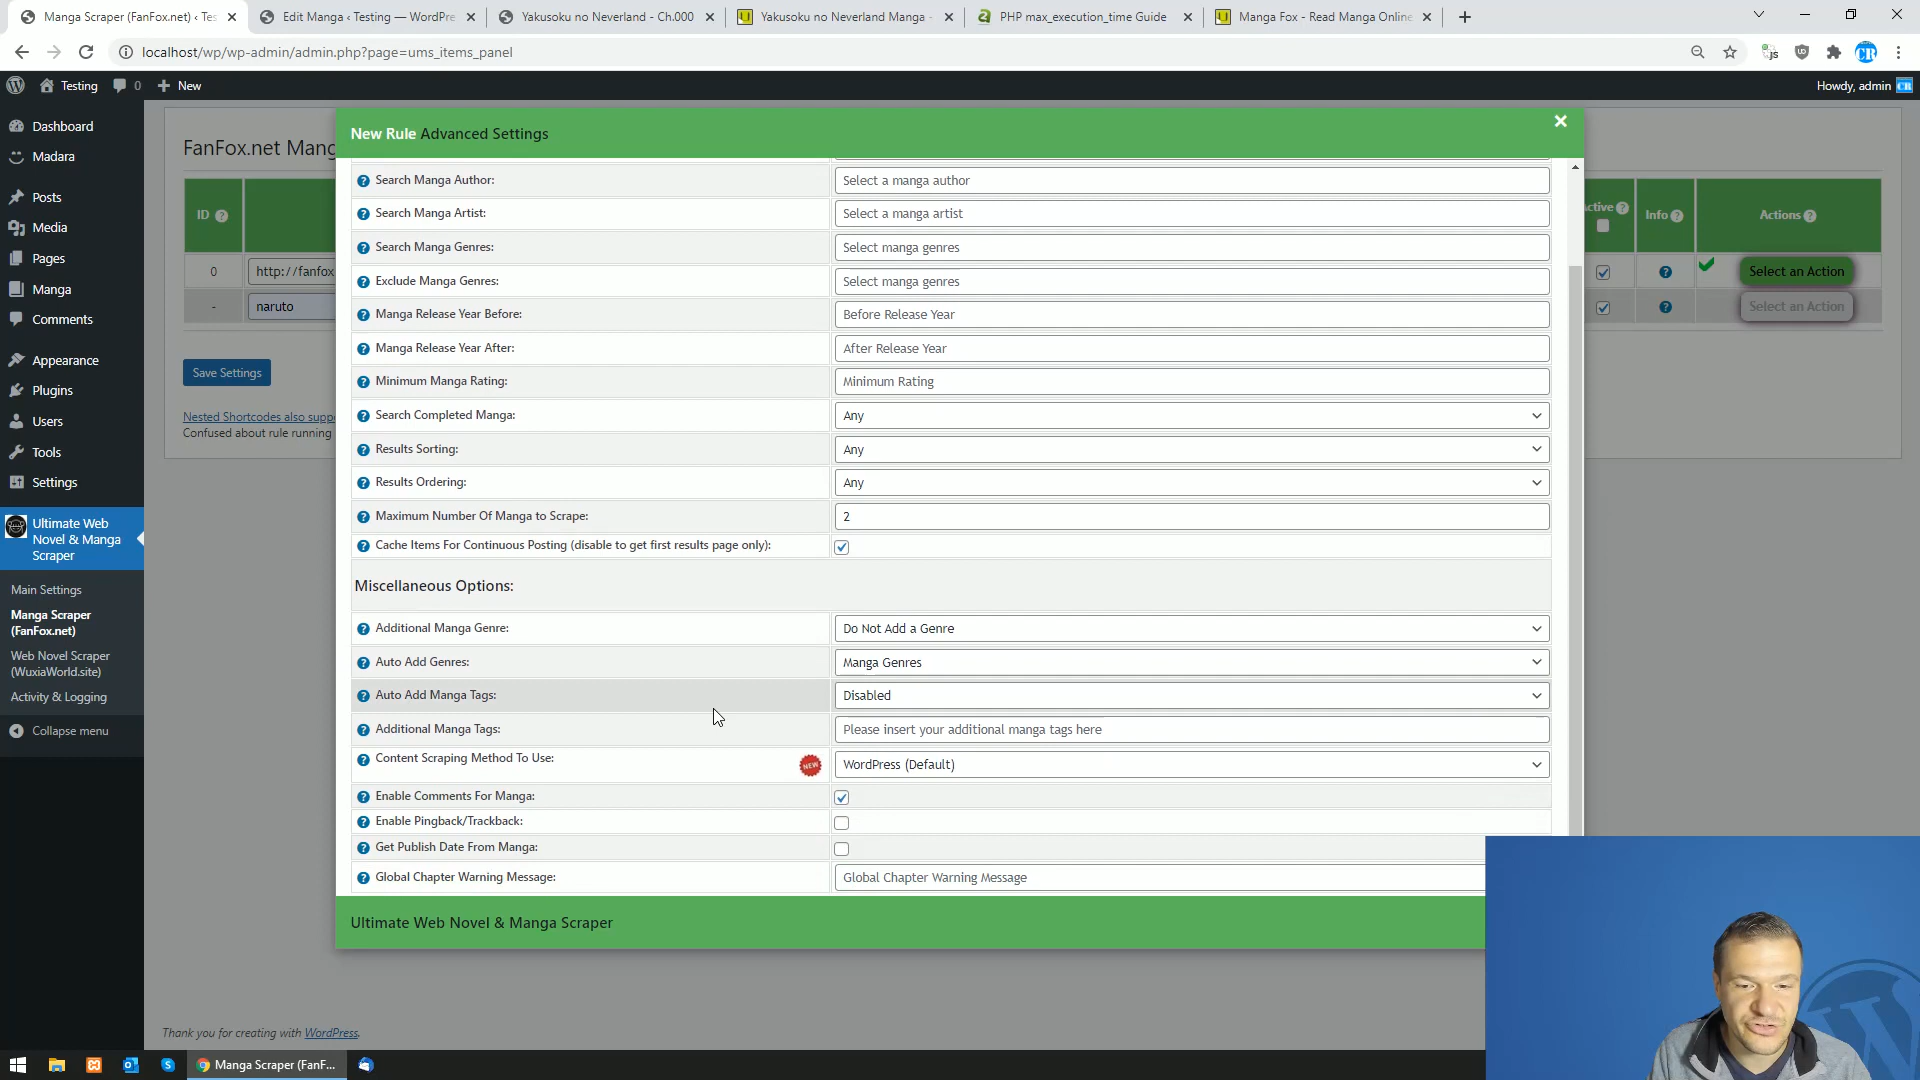 Manga Scraper (FanFox.net) ‹ Tes
Edit Manga ‹ Testing — WordPre
Yakusoku no Neverland - Ch.000
Yakusoku no Neverland Manga -
PHP max_execution_time Guide
Manga Fox - Read Manga Online
localhost/wp/wp-admin/admin.php?page=ums_items_panel
Testing
0
New
Howdy, admin
Dashboard
Madara
Posts
Media
Pages
Manga
Comments
Appearance
Plugins
Users
Tools
Settings
Ultimate Web
Novel & Manga
Scraper
Main Settings
Manga Scraper
(FanFox.net)
Web Novel Scraper
(WuxiaWorld.site)
Activity & Logging
Collapse menu
FanFox.net Mang
ID
0
http://fanfox
-
naruto
Save Settings
Nested Shortcodes also supp
Confused about rule running
ctive
Info
Actions
Select an Action
Select an Action
New Rule Advanced Settings
Search Manga Author:
Select a manga author
Search Manga Artist:
Select a manga artist
Search Manga Genres:
Select manga genres
Exclude Manga Genres:
Select manga genres
Manga Release Year Before:
Before Release Year
Manga Release Year After:
After Release Year
Minimum Manga Rating:
Minimum Rating
Search Completed Manga:
Any
Results Sorting:
Any
Results Ordering:
Any
Maximum Number Of Manga to Scrape:
2
Cache Items For Continuous Posting (disable to get first results page only):
Miscellaneous Options:
Additional Manga Genre:
Do Not Add a Genre
Auto Add Genres:
Manga Genres
Auto Add Manga Tags:
Disabled
Additional Manga Tags:
Please insert your additional manga tags here
Content Scraping Method To Use:
NEW
WordPress (Default)
Enable Comments For Manga:
Enable Pingback/Trackback:
Get Publish Date From Manga:
Global Chapter Warning Message:
Global Chapter Warning Message
Ultimate Web Novel & Manga Scraper
Thank you for creating with WordPress.
Manga Scraper (FanF...